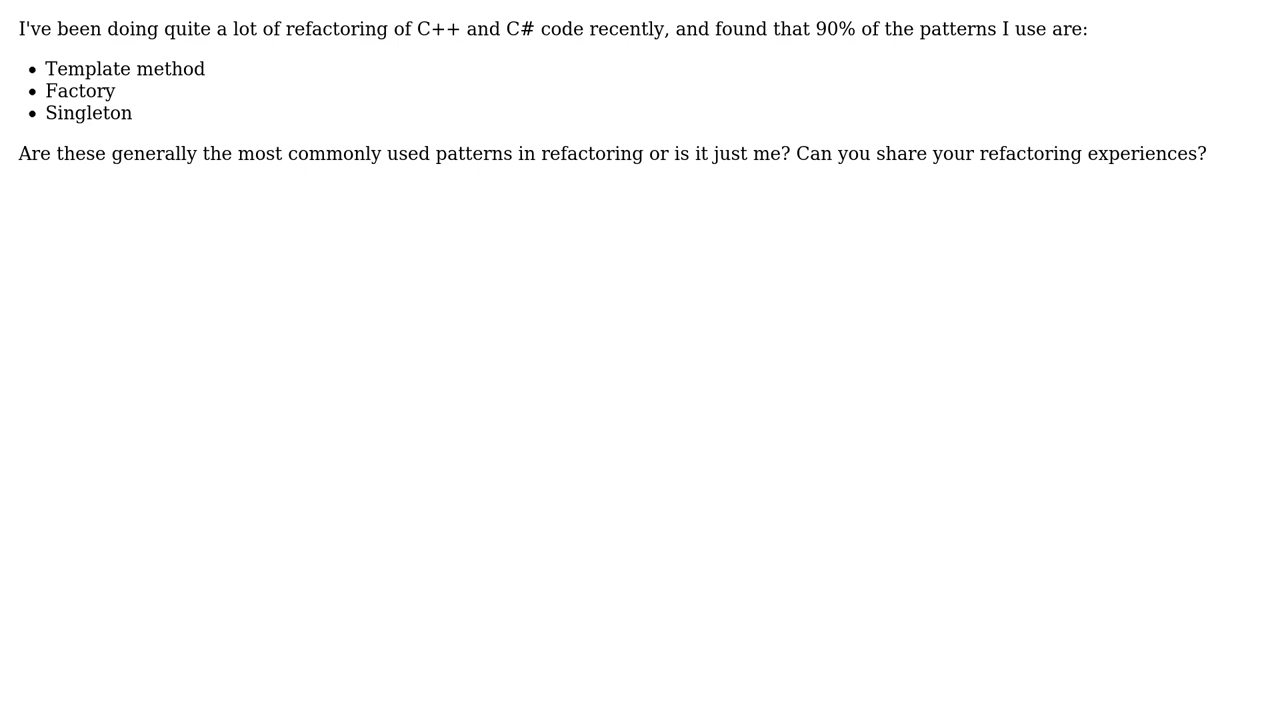 I've been doing quite a lot of refactoring of C++ and C# code recently, and found that 90% of the patterns I use are:
• Template method
• Factory
• Singleton
Are these generally the most commonly used patterns in refactoring or is it just me? Can you share your refactoring experiences?